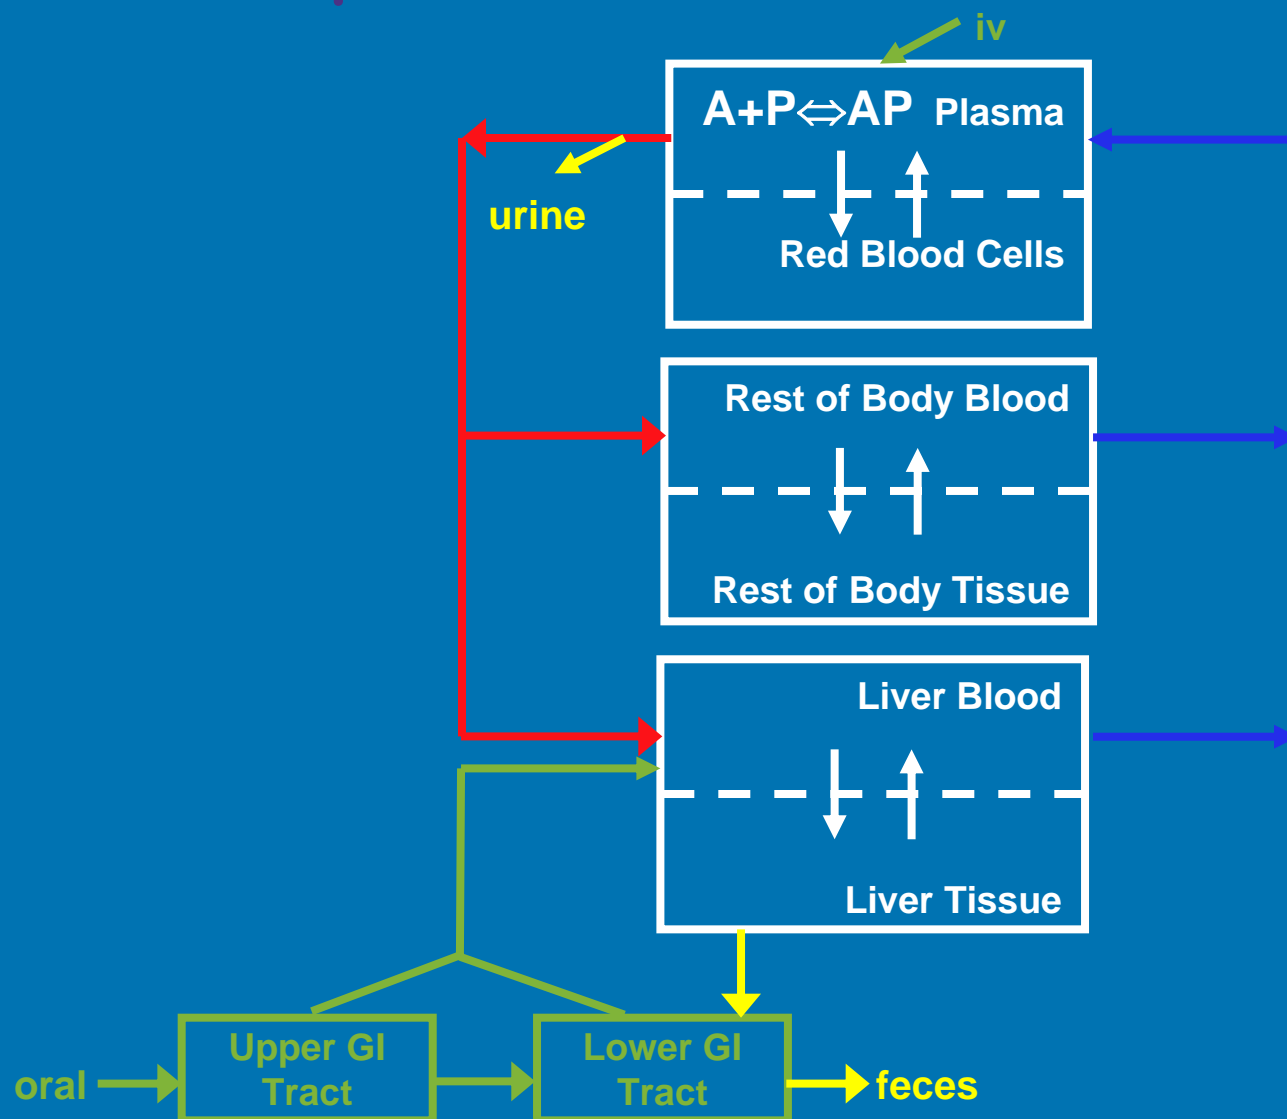 iv
A+P⇔AP Plasma
urine
Red Blood Cells
Rest of Body Blood
Rest of Body Tissue
Liver Blood
Liver Tissue
oral
Upper GI
Tract
Lower GI
Tract
feces